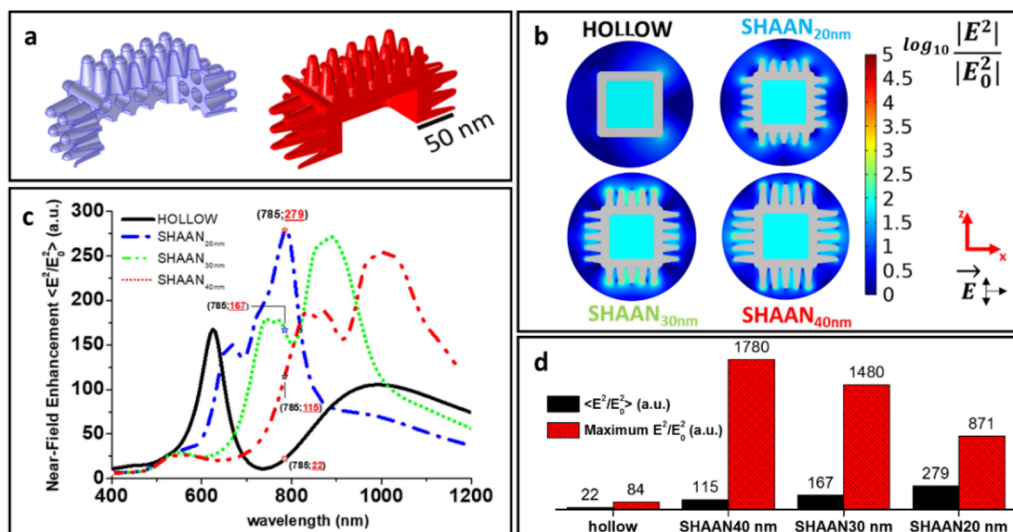 a
50 nm
b
HOLLOW
SHAAN20nm
log10 |E²| / |E0²|
5
4.5
4
3.5
3
2.5
2
1.5
1
0.5
0
SHAAN30nm
SHAAN40nm
z
x
E
c
Near-Field Enhancement <E²/E0²> (a.u.)
300
250
200
150
100
50
0
400
600
800
1000
1200
wavelength (nm)
HOLLOW
SHAAN20nm
SHAAN30nm
SHAAN40nm
(785;279)
(785;167)
(785;115)
(785;22)
d
<E²/E0²> (a.u.)
Maximum E²/E0² (a.u.)
22
84
115
1780
167
1480
279
871
hollow
SHAAN40 nm
SHAAN30 nm
SHAAN20 nm